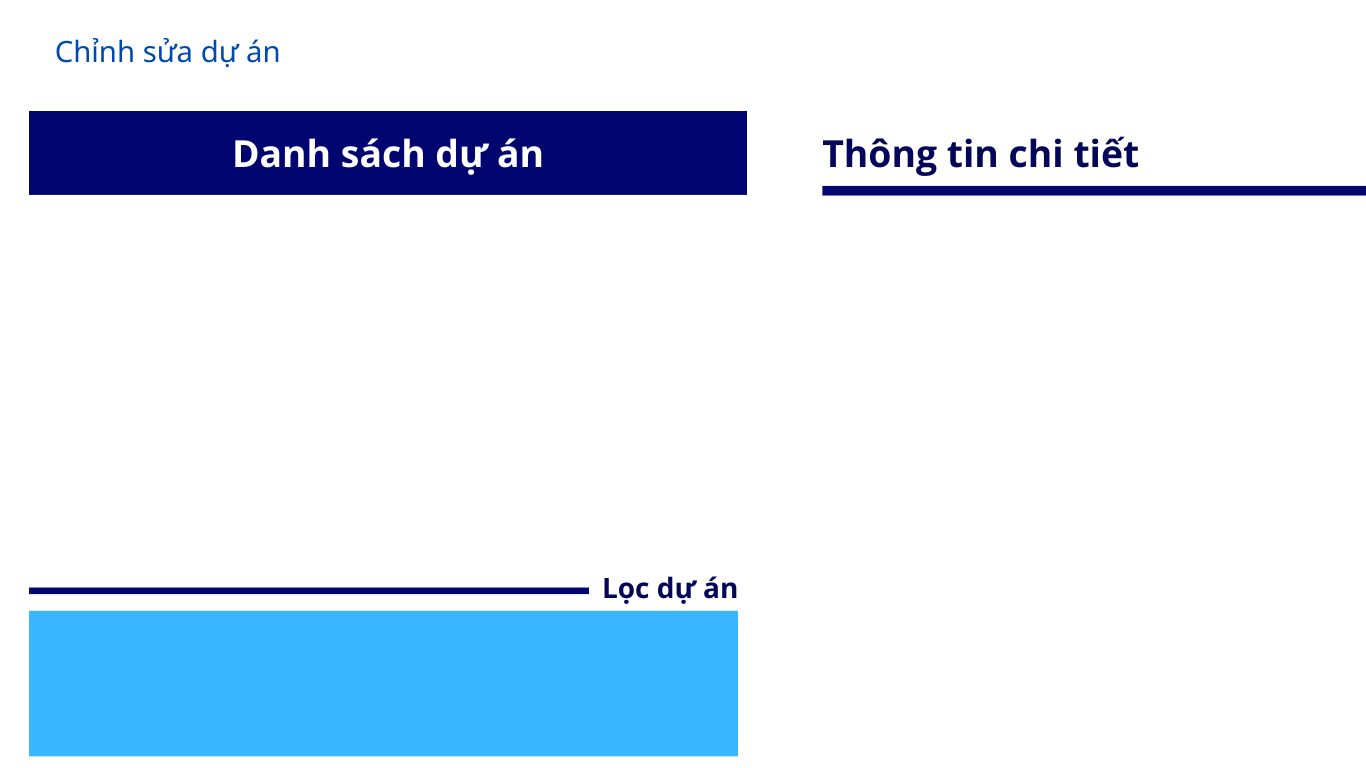 Chỉnh sửa dự án
Danh sách dự án
Thông tin chi tiết
Lọc dự án